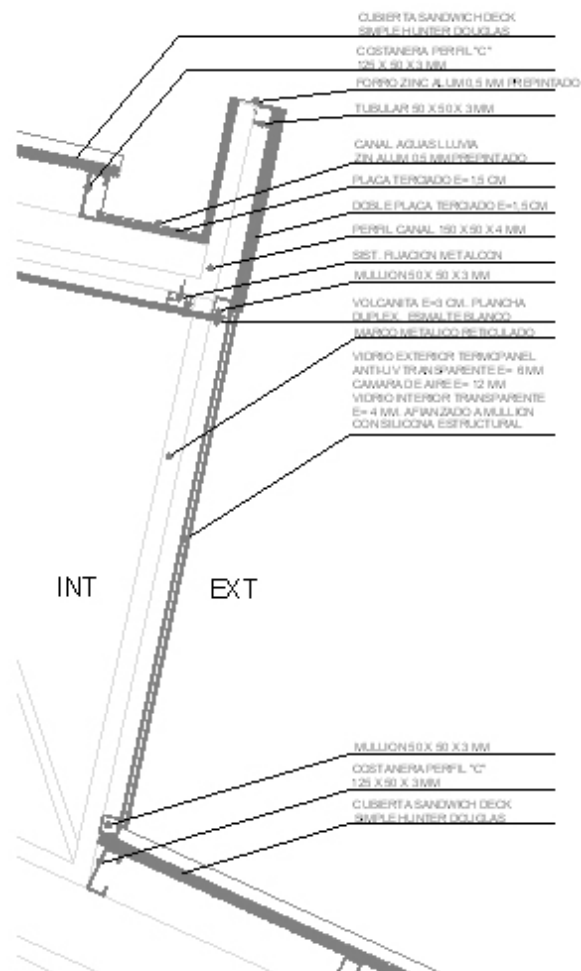 CUBIERTA SANDWICH DECK
SIMPLE HUNTER DOUGLAS
COSTANERA PERFIL "C"
125 X 50 X 3 MM
FORRO ZINC ALUM 0,5 MM PREPINTADO
TUBULAR 50 X 50 X 3MM
CANAL AGUAS LLUVIA
ZIN ALUM 0.5 MM PREPINTADO
PLACA TERCIADO E= 1,5 CM
DOBLE PLACA TERCIADO E=1,5 CM
PERFIL CANAL 150 X 50 X 4 MM
SIST. FIJACION METALCON
MULLION 50 X 50 X 3 MM
VOLCANITA E=3 CM. PLANCHA
DUPLEX. ESMALTE BLANCO
MARCO METALICO RETICULADO
VIDRIO EXTERIOR TERMOPANEL
ANTI-UV TRANSPARENTE E= 6 MM
CAMARA DE AIRE E= 12 MM
VIDRIO INTERIOR TRANSPARENTE
E= 4 MM. AFIANZADO A MULLION
CON SILICONA ESTRUCTURAL
INT
EXT
MULLION 50 X 50 X 3 MM
COSTANERA PERFIL "C"
125 X 50 X 3 MM
CUBIERTA SANDWICH DECK
SIMPLE HUNTER DOUGLAS